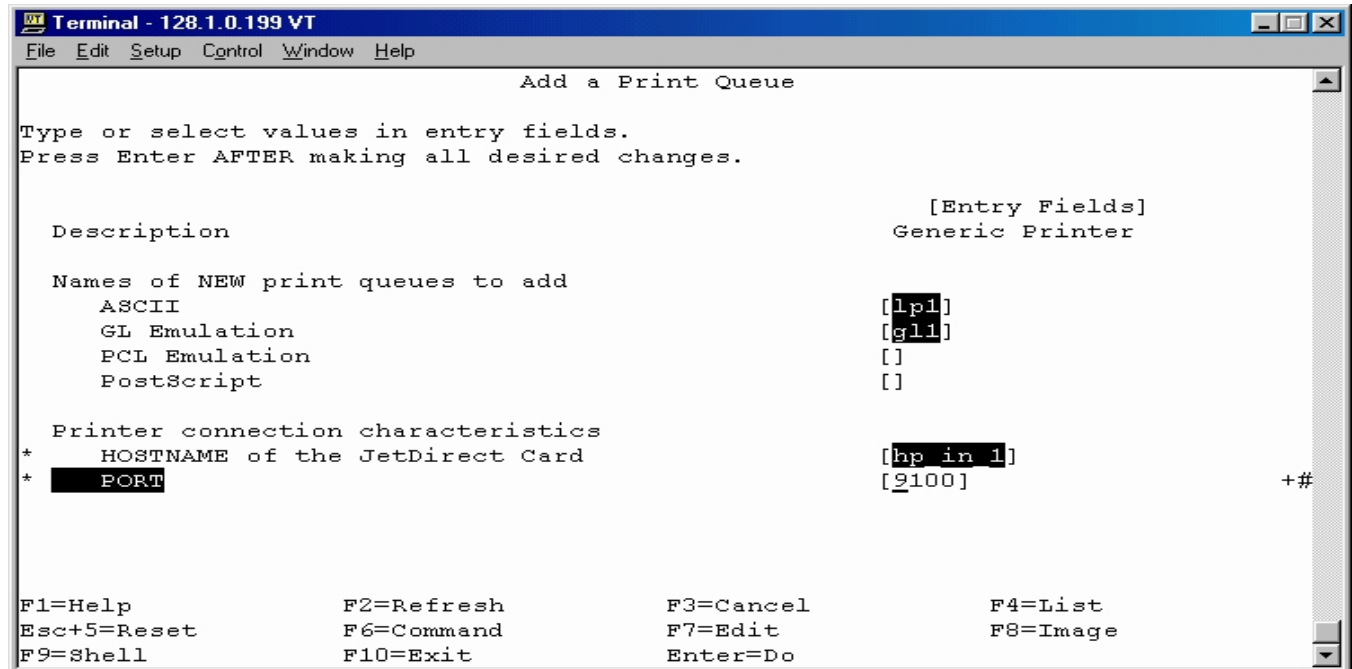 Terminal - 128.1.0.199 VT
File Edit Setup Control Window Help
Add a Print Queue
Type or select values in entry fields.
Press Enter AFTER making all desired changes.
[Entry Fields]
Description Generic Printer
Names of NEW print queues to add
ASCII [lp1]
GL Emulation [gl1]
PCL Emulation []
PostScript []
Printer connection characteristics
* HOSTNAME of the JetDirect Card [hp_in_1]
* PORT [9100] +#
F1=Help F2=Refresh F3=Cancel F4=List
Esc+5=Reset F6=Command F7=Edit F8=Image
F9=Shell F10=Exit Enter=Do